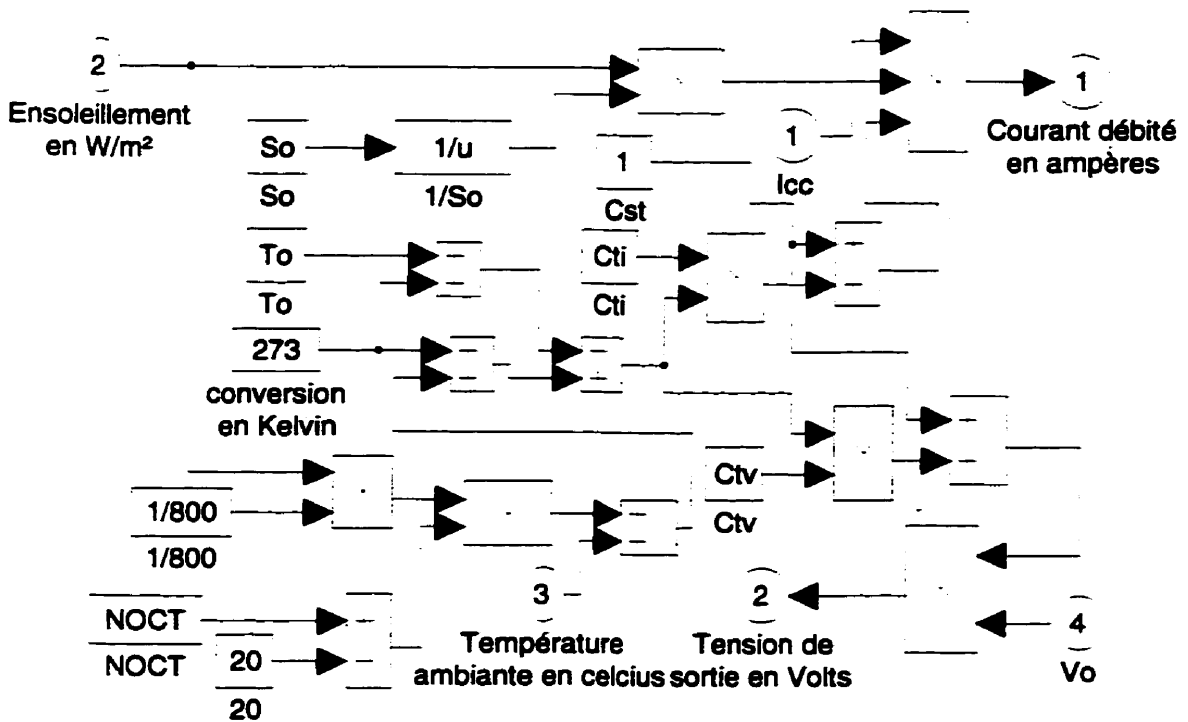 2
Ensoleillement
en W/m²
1
Courant débité
en ampères
So
So
1/u
1/So
1
Cst
1
Icc
To
To
Cti
Cti
273
conversion
en Kelvin
1/800
1/800
Ctv
Ctv
NOCT
NOCT
20
20
3
Température
ambiante en celcius
2
Tension de
sortie en Volts
4
Vo